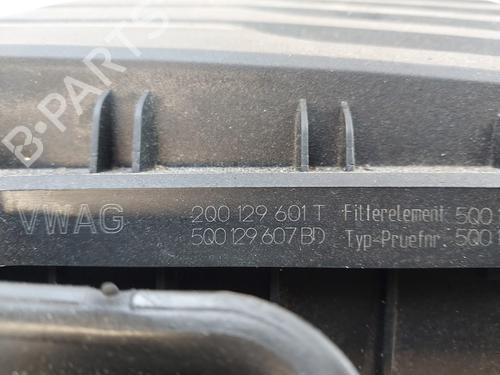 VWAG 2Q0 129 601 T Filterelement 5Q0
5Q0 129 607 BD Typ-Pruefnr. 5Q0
B-PARTS